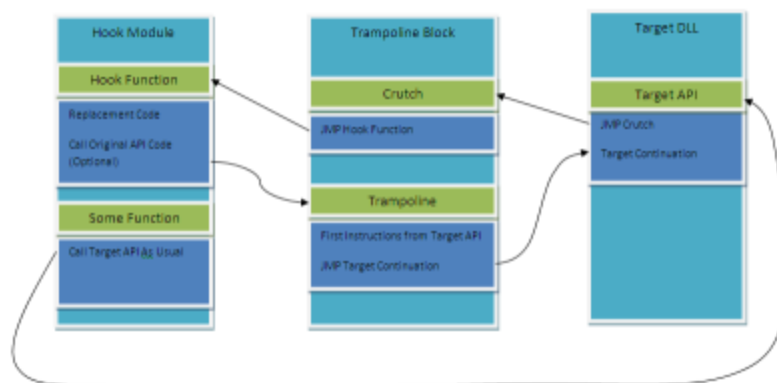 Hook Module
Hook Function
Replacement Code
Call Original API Code
(Optional)
Some Function
Call Target API As Usual
Trampoline Block
Crutch
JMP Hook Function
Trampoline
First Instructions from Target API
JMP Target Continuation
Target DLL
Target API
JMP Crutch
Target Continuation